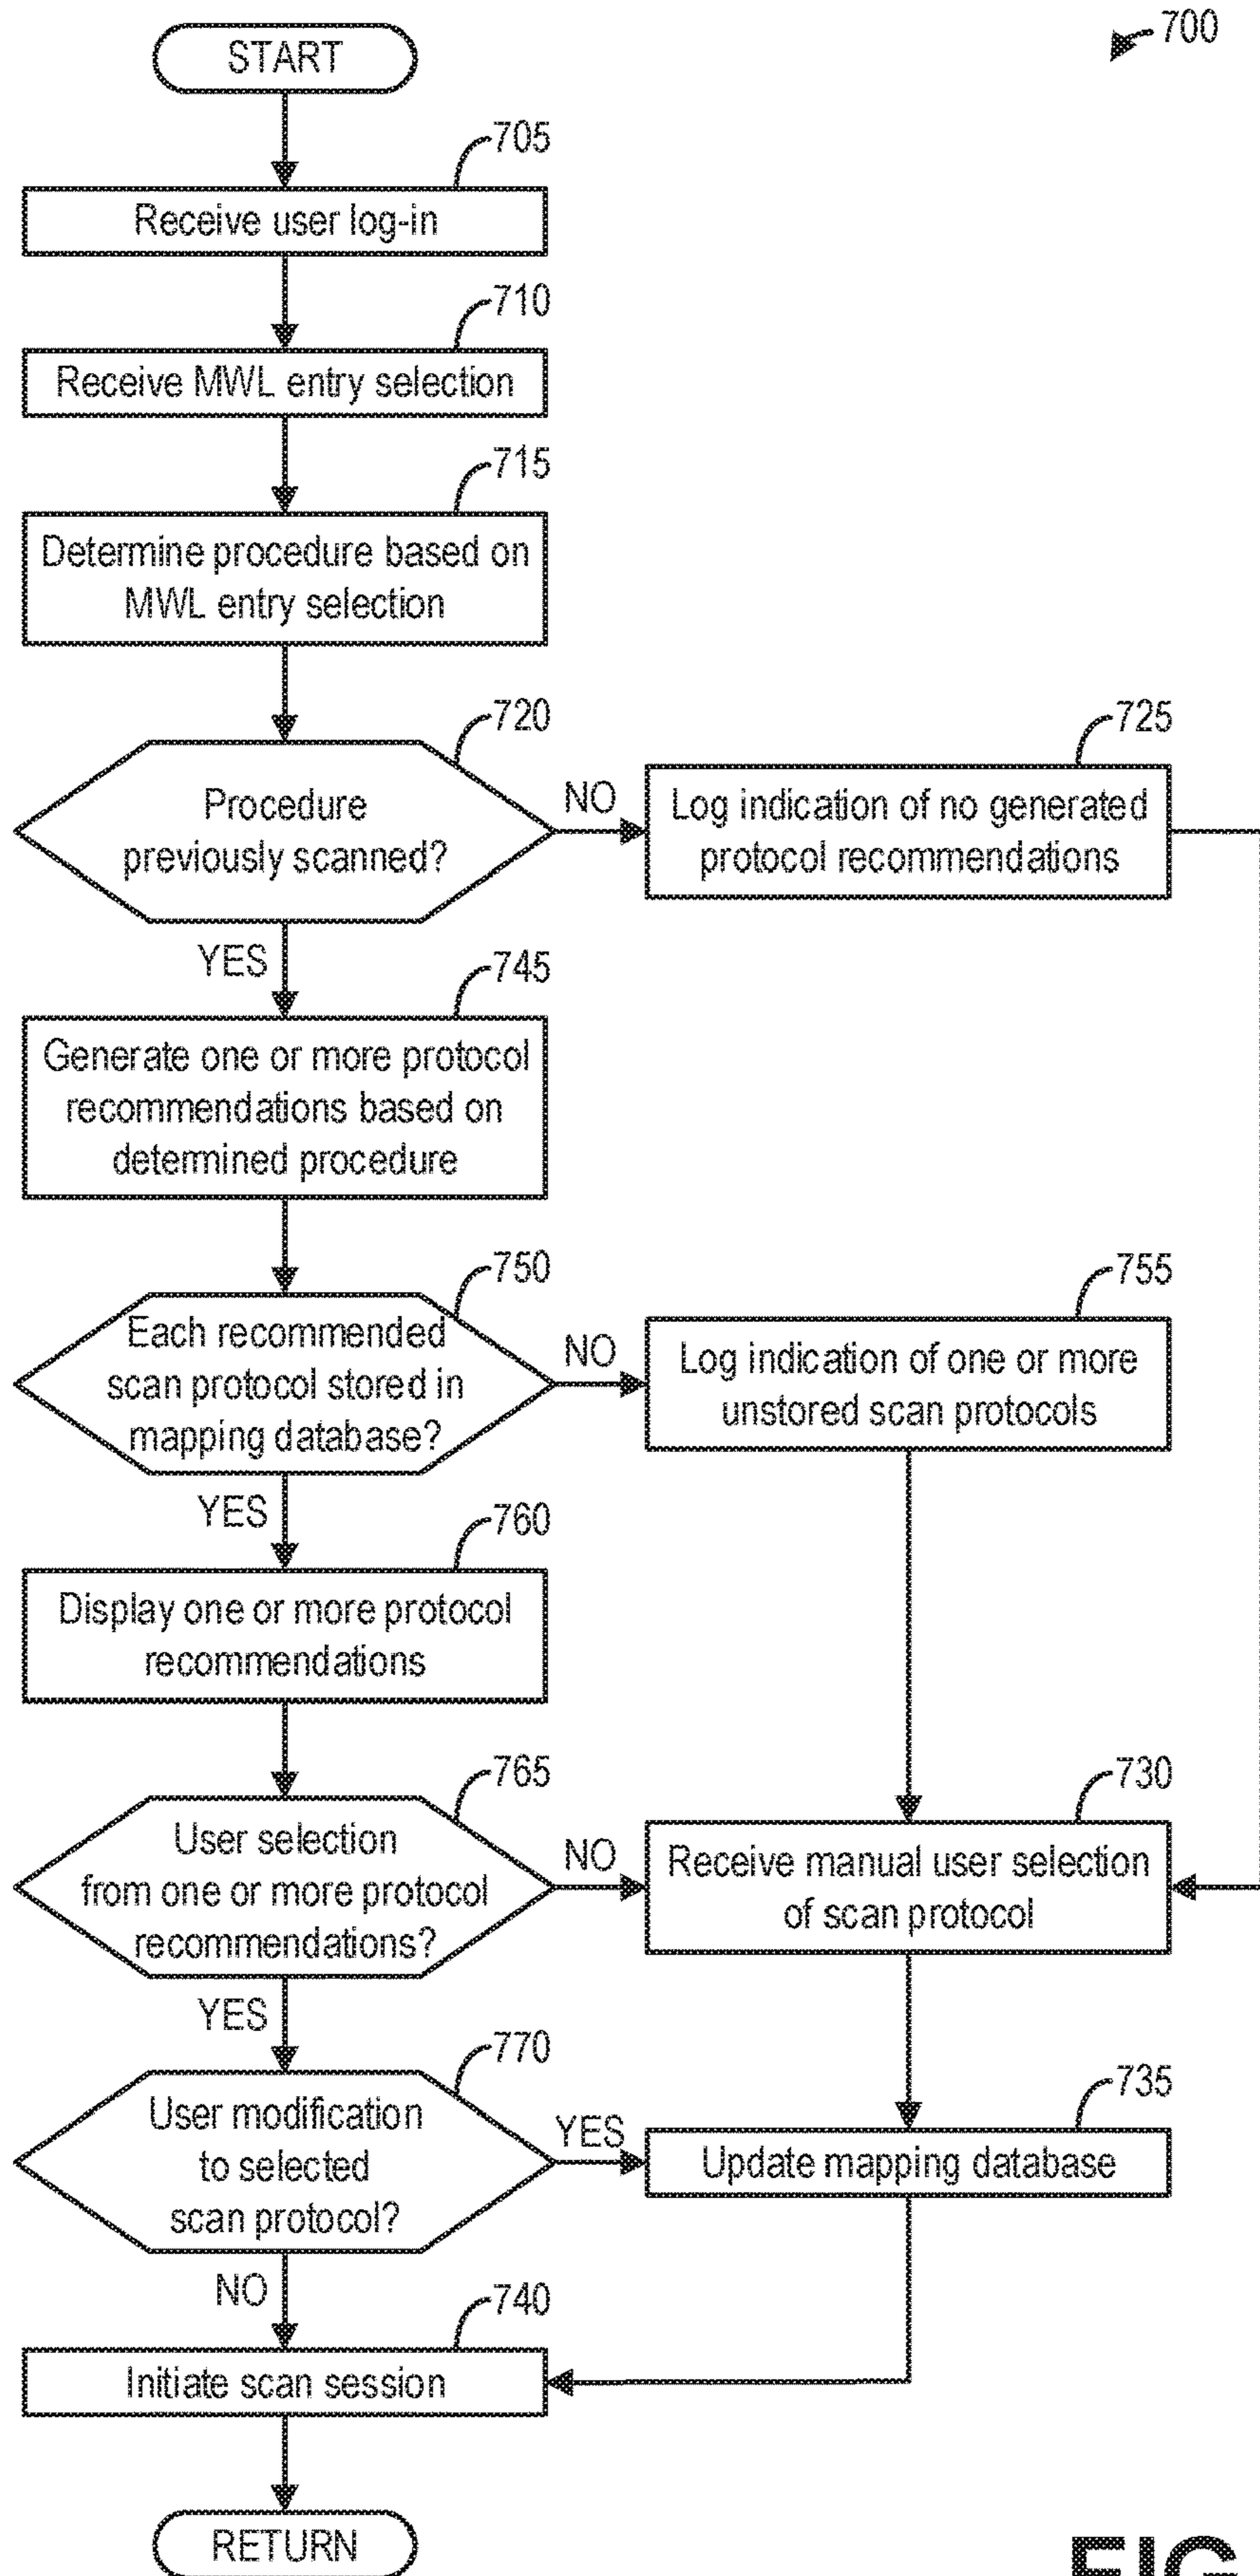 700
START
705
Receive user log-in
710
Receive MWL entry selection
715
Determine procedure based on
MWL entry selection
720
Procedure
previously scanned?
NO
725
Log indication of no generated
protocol recommendations
YES
745
Generate one or more protocol
recommendations based on
determined procedure
750
Each recommended
scan protocol stored in
mapping database?
NO
755
Log indication of one or more
unstored scan protocols
YES
760
Display one or more protocol
recommendations
765
User selection
from one or more protocol
recommendations?
NO
730
Receive manual user selection
of scan protocol
YES
770
User modification
to selected
scan protocol?
YES
735
Update mapping database
NO
740
Initiate scan session
RETURN
FIG